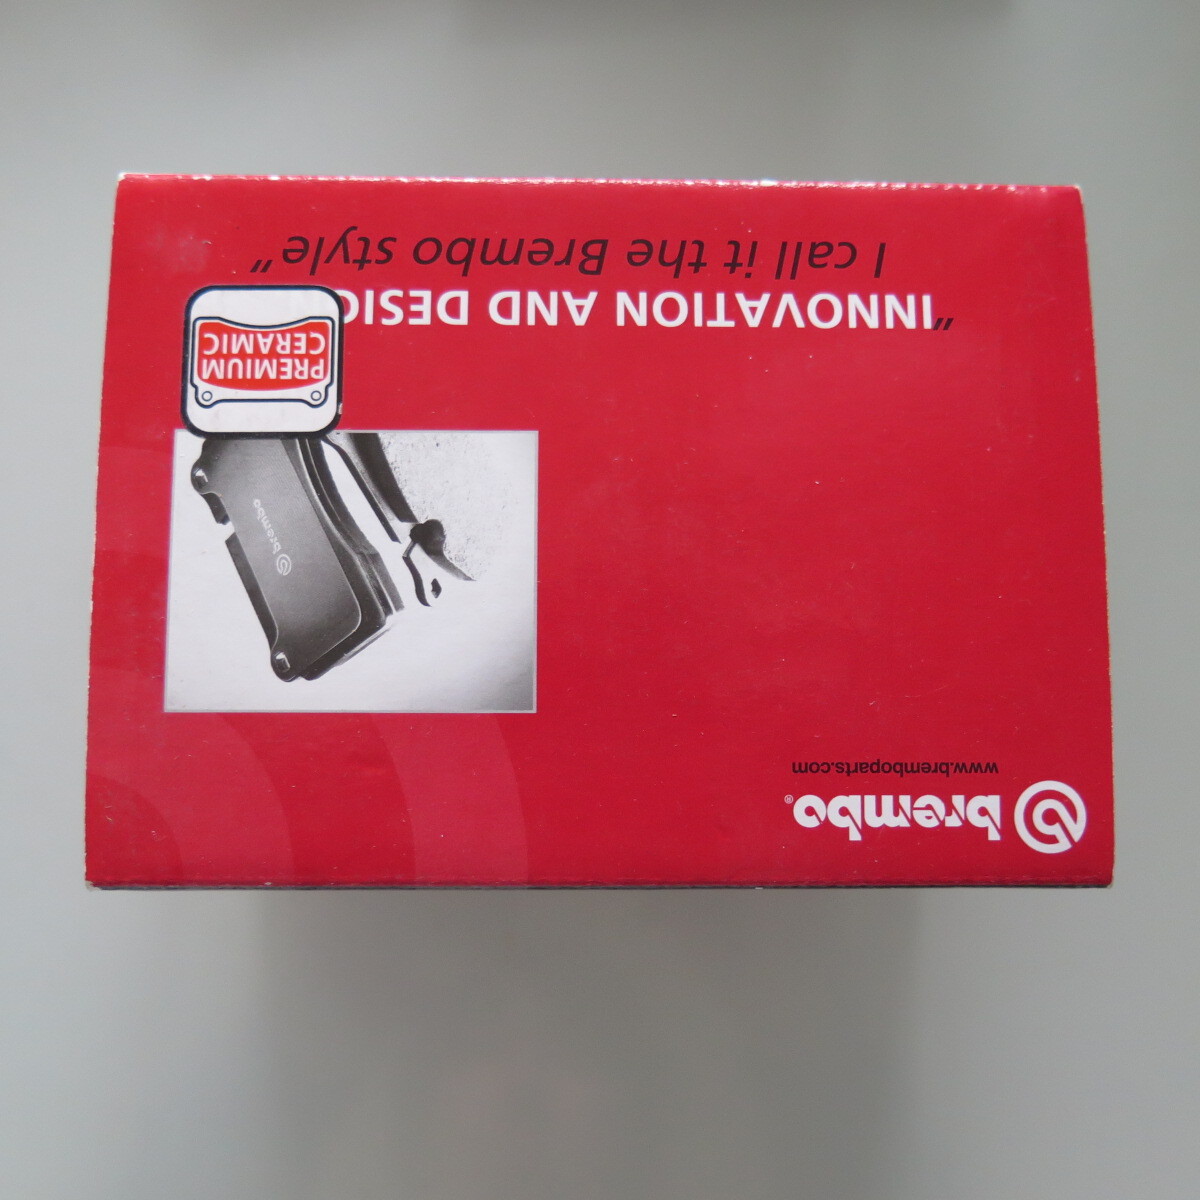 brembo®
www.bremboparts.com
brembo
PREMIUM
CERAMIC
"INNOVATION AND DESIG
I call it the Brembo style"